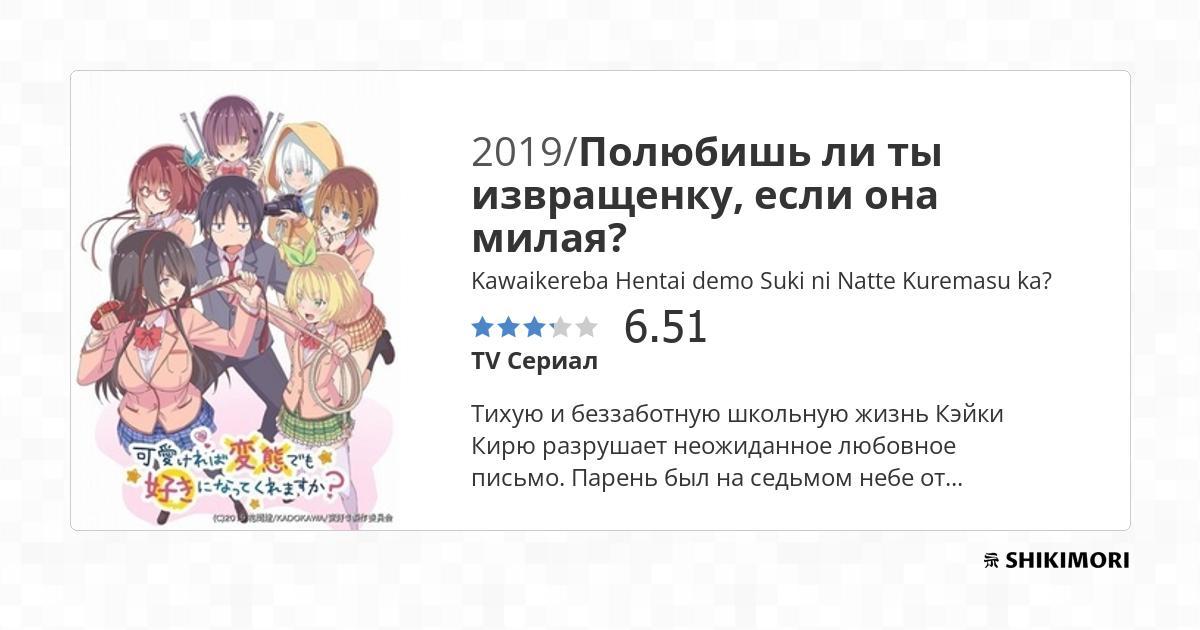 2019/Полюбишь ли ты
извращенку, если она
милая?
Kawaikereba Hentai demo Suki ni Natte Kuremasu ka?
6.51
TV Сериал
Тихую и беззаботную школьную жизнь Кэйки
Кирю разрушает неожиданное любовное
письмо. Парень был на седьмом небе от...
可愛ければ変態でも
好きになってくれますか?
/KADOKAWA/
SHIKIMORI